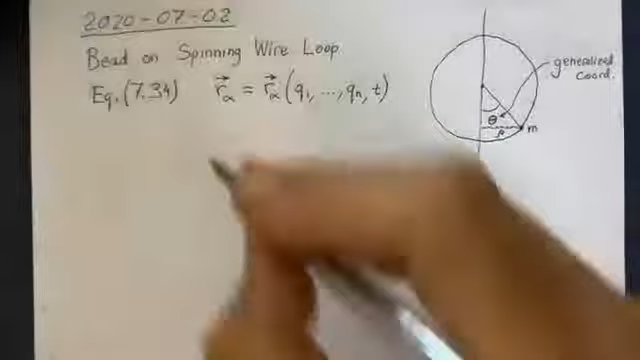 2020-07-02
Bead on Spinning Wire Loop
Eq. (7.34) r⃗α = r⃗α (q1, ..., qn, t)
generalized
coord.
θ
m
ρ